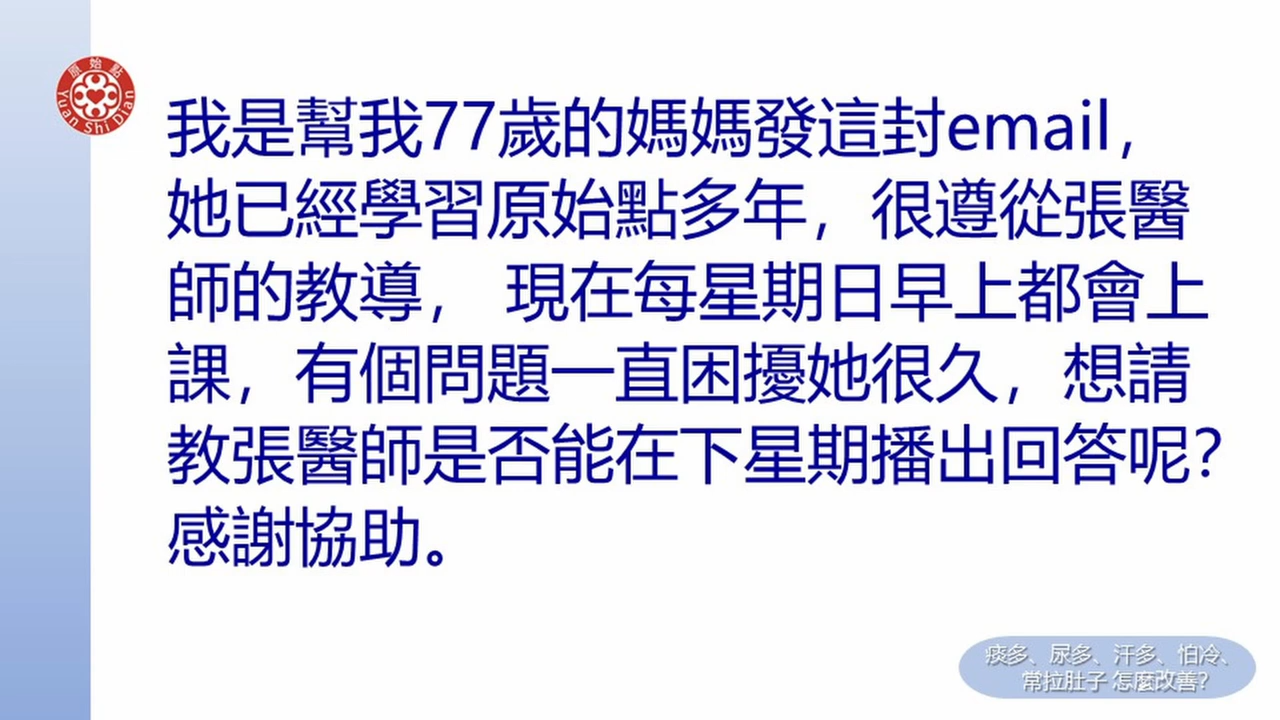 原始點
Yuan Shi Dian
我是幫我77歲的媽媽發這封email，
她已經學習原始點多年，很遵從張醫
師的教導， 現在每星期日早上都會上
課，有個問題一直困擾她很久，想請
教張醫師是否能在下星期播出回答呢？
感謝協助。
痰多、尿多、汗多、怕冷、
常拉肚子 怎麼改善?